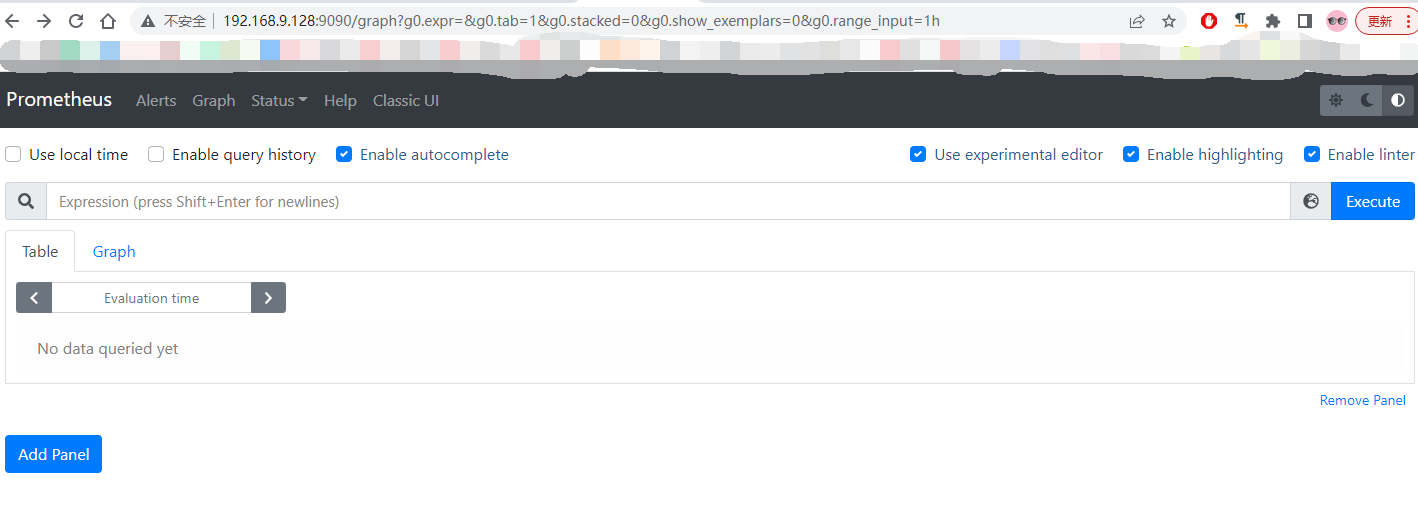 不安全 192.168.9.128:9090/graph?g0.expr=&g0.tab=1&g0.stacked=0&g0.show_exemplars=0&g0.range_input=1h 更新
Prometheus Alerts Graph Status Help Classic UI
Use local time Enable query history Enable autocomplete Use experimental editor Enable highlighting Enable linter
Expression (press Shift+Enter for newlines) Execute
Table Graph
Evaluation time
No data queried yet
Remove Panel
Add Panel